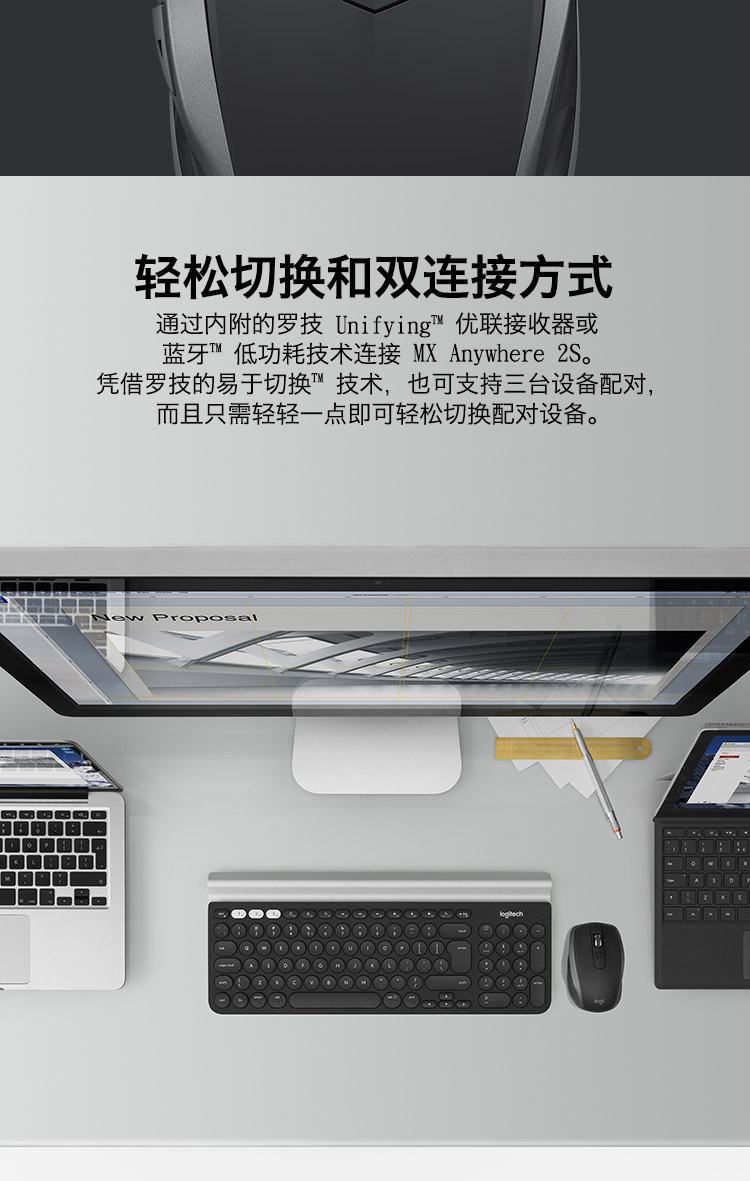 轻松切换和双连接方式
通过内附的罗技 Unifying™ 优联接收器或
蓝牙™ 低功耗技术连接 MX Anywhere 2S。
凭借罗技的易于切换™ 技术, 也可支持三台设备配对,
而且只需轻轻一点即可轻松切换配对设备。
New Proposal
logitech
logi